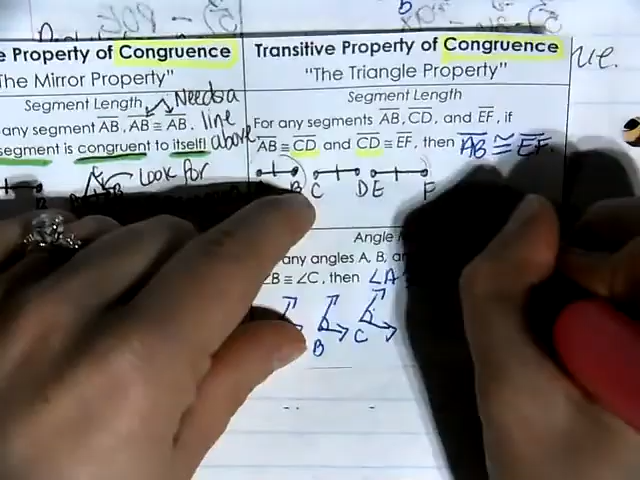 Property of Congruence
The Mirror Property"
Segment Length
any segment AB, AB ≅ AB.
segment is congruent to itself!
Needs a
line
above
Look for
Transitive Property of Congruence
"The Triangle Property"
Segment Length
For any segments AB, CD, and EF, if
AB ≅ CD and CD ≅ EF, then AB ≅ EF.
B C D E F
Angle
any angles A, B,
∠B ≅ ∠C, then ∠A
B C